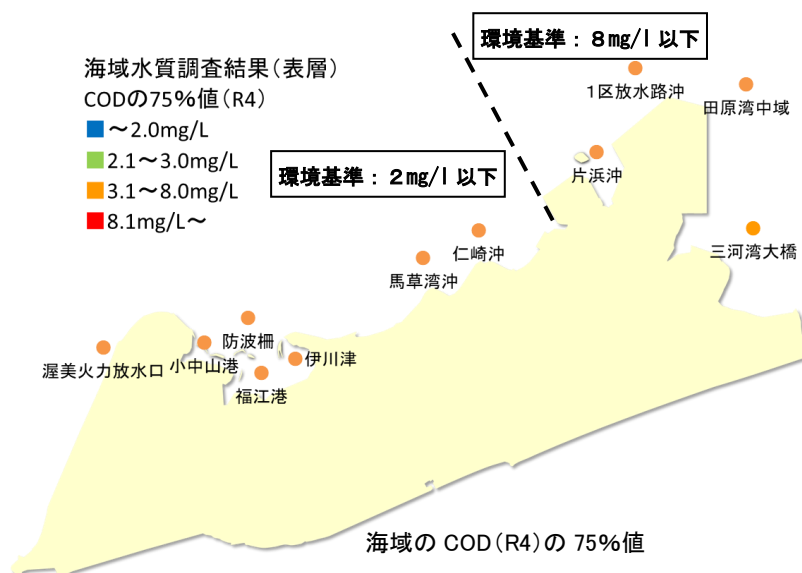 環境基準：８㎎/l 以下
海域水質調査結果（表層）
CODの75％値（R4）
～2.0mg/L
2.1～3.0mg/L
3.1～8.0mg/L
8.1mg/L～
1区放水路沖
田原湾中域
環境基準：２㎎/l 以下
片浜沖
仁崎沖
三河湾大橋
馬草湾沖
防波柵
小中山港
伊川津
渥美火力放水口
福江港
海域の COD（R4）の 75％値